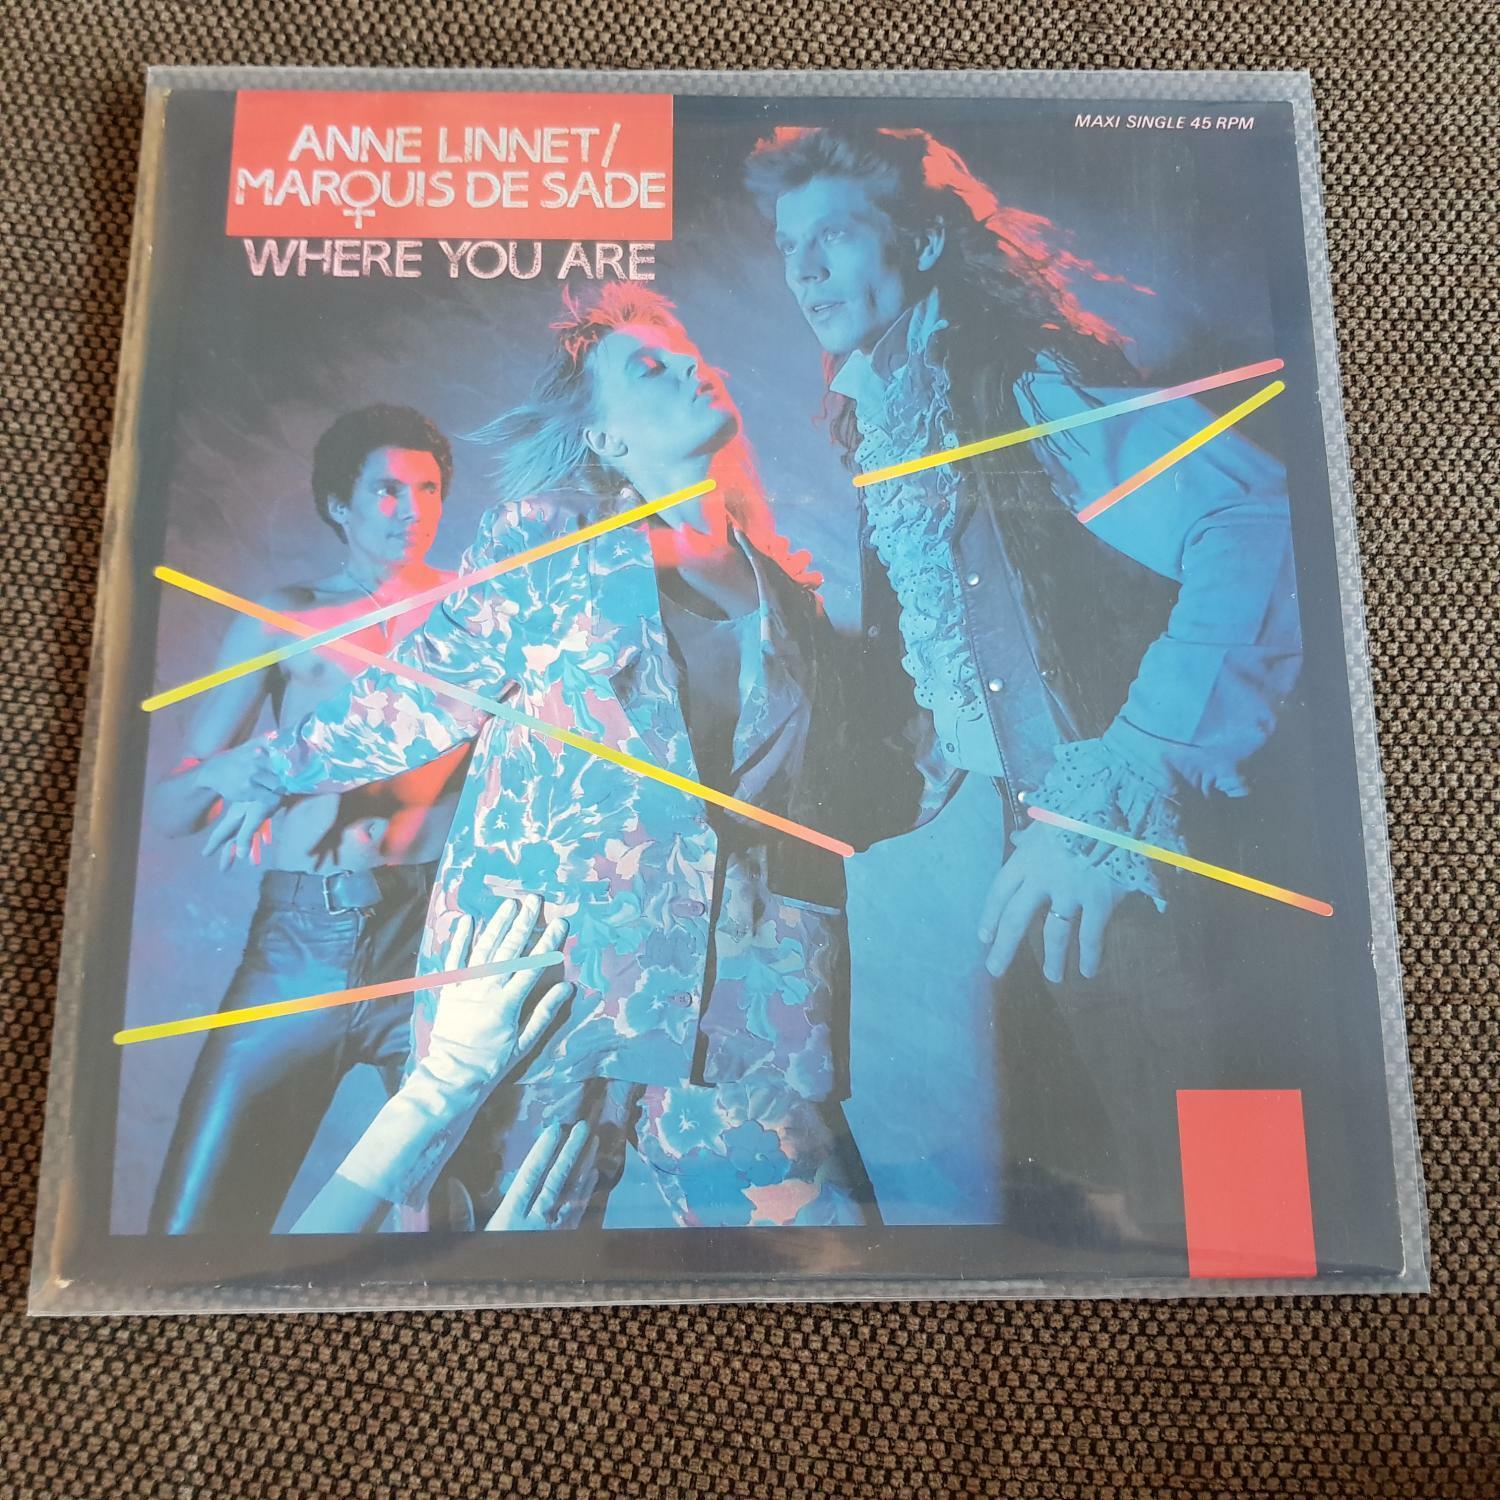 ANNE LINNET/
MARQUIS DE SADE
WHERE YOU ARE
MAXI SINGLE 45 RPM